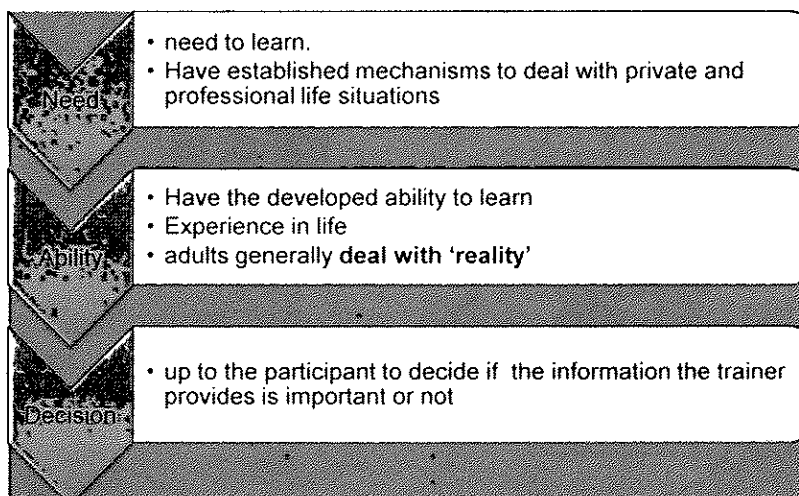 Need
• need to learn.
• Have established mechanisms to deal with private and
professional life situations
Ability
• Have the developed ability to learn
• Experience in life
• adults generally deal with 'reality'
Decision
• up to the participant to decide if the information the trainer
provides is important or not